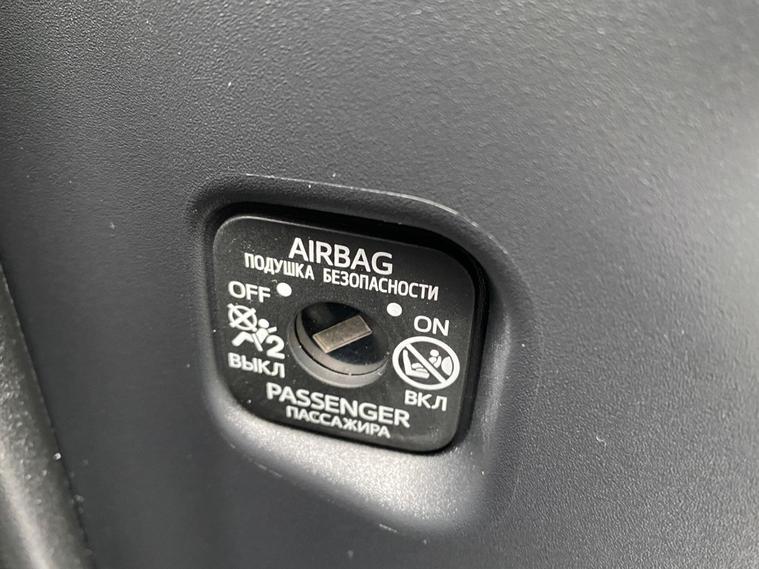 AIRBAG
ПОДУШКА БЕЗОПАСНОСТИ
OFF
ON
2
ВЫКЛ
ВКЛ
PASSENGER
ПАССАЖИРА